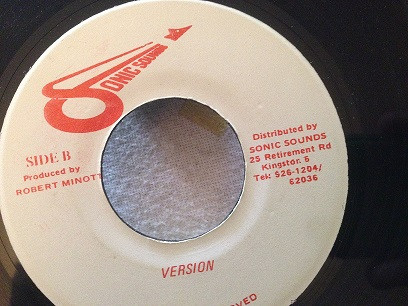 SONIC SOUNDS
SIDE B
Produced by
ROBERT MINOTT
Distributed by
SONIC SOUNDS
25 Retirement Rd
Kingston 5
Tel: 926-1204/
62036
VERSION